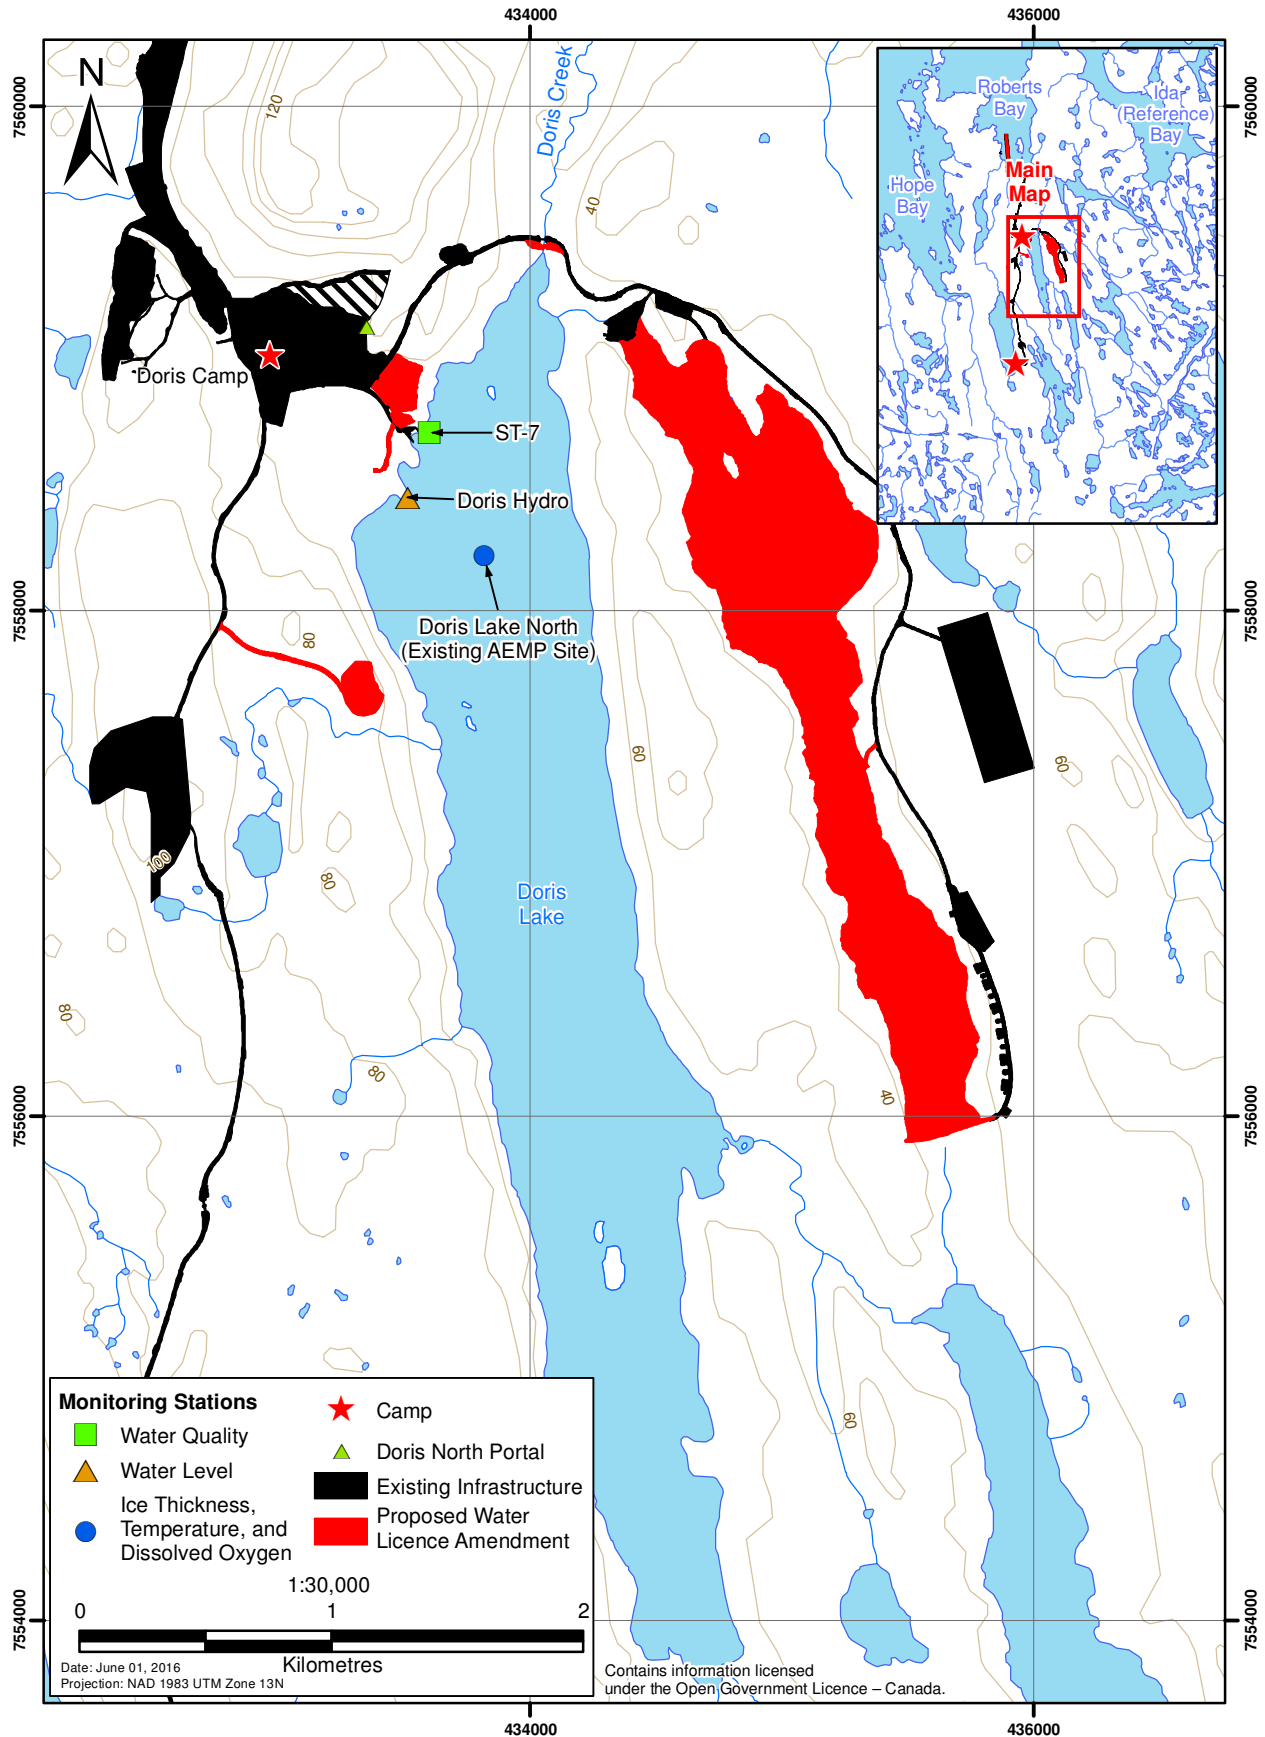 434000
436000
N
7560000
7560000
120
Doris Creek
40
Roberts
Bay
Ida
(Reference)
Bay
Hope
Bay
Main
Map
Doris Camp
ST-7
Doris Hydro
7558000
7558000
Doris Lake North
(Existing AEMP Site)
80
60
60
100
80
Doris
Lake
80
80
40
7556000
7556000
60
Monitoring Stations
Water Quality
Water Level
Ice Thickness,
Temperature, and
Dissolved Oxygen
Camp
Doris North Portal
Existing Infrastructure
Proposed Water
Licence Amendment
1:30,000
0
1
2
Kilometres
7554000
7554000
Date: June 01, 2016
Projection: NAD 1983 UTM Zone 13N
Contains information licensed
under the Open Government Licence – Canada.
434000
436000